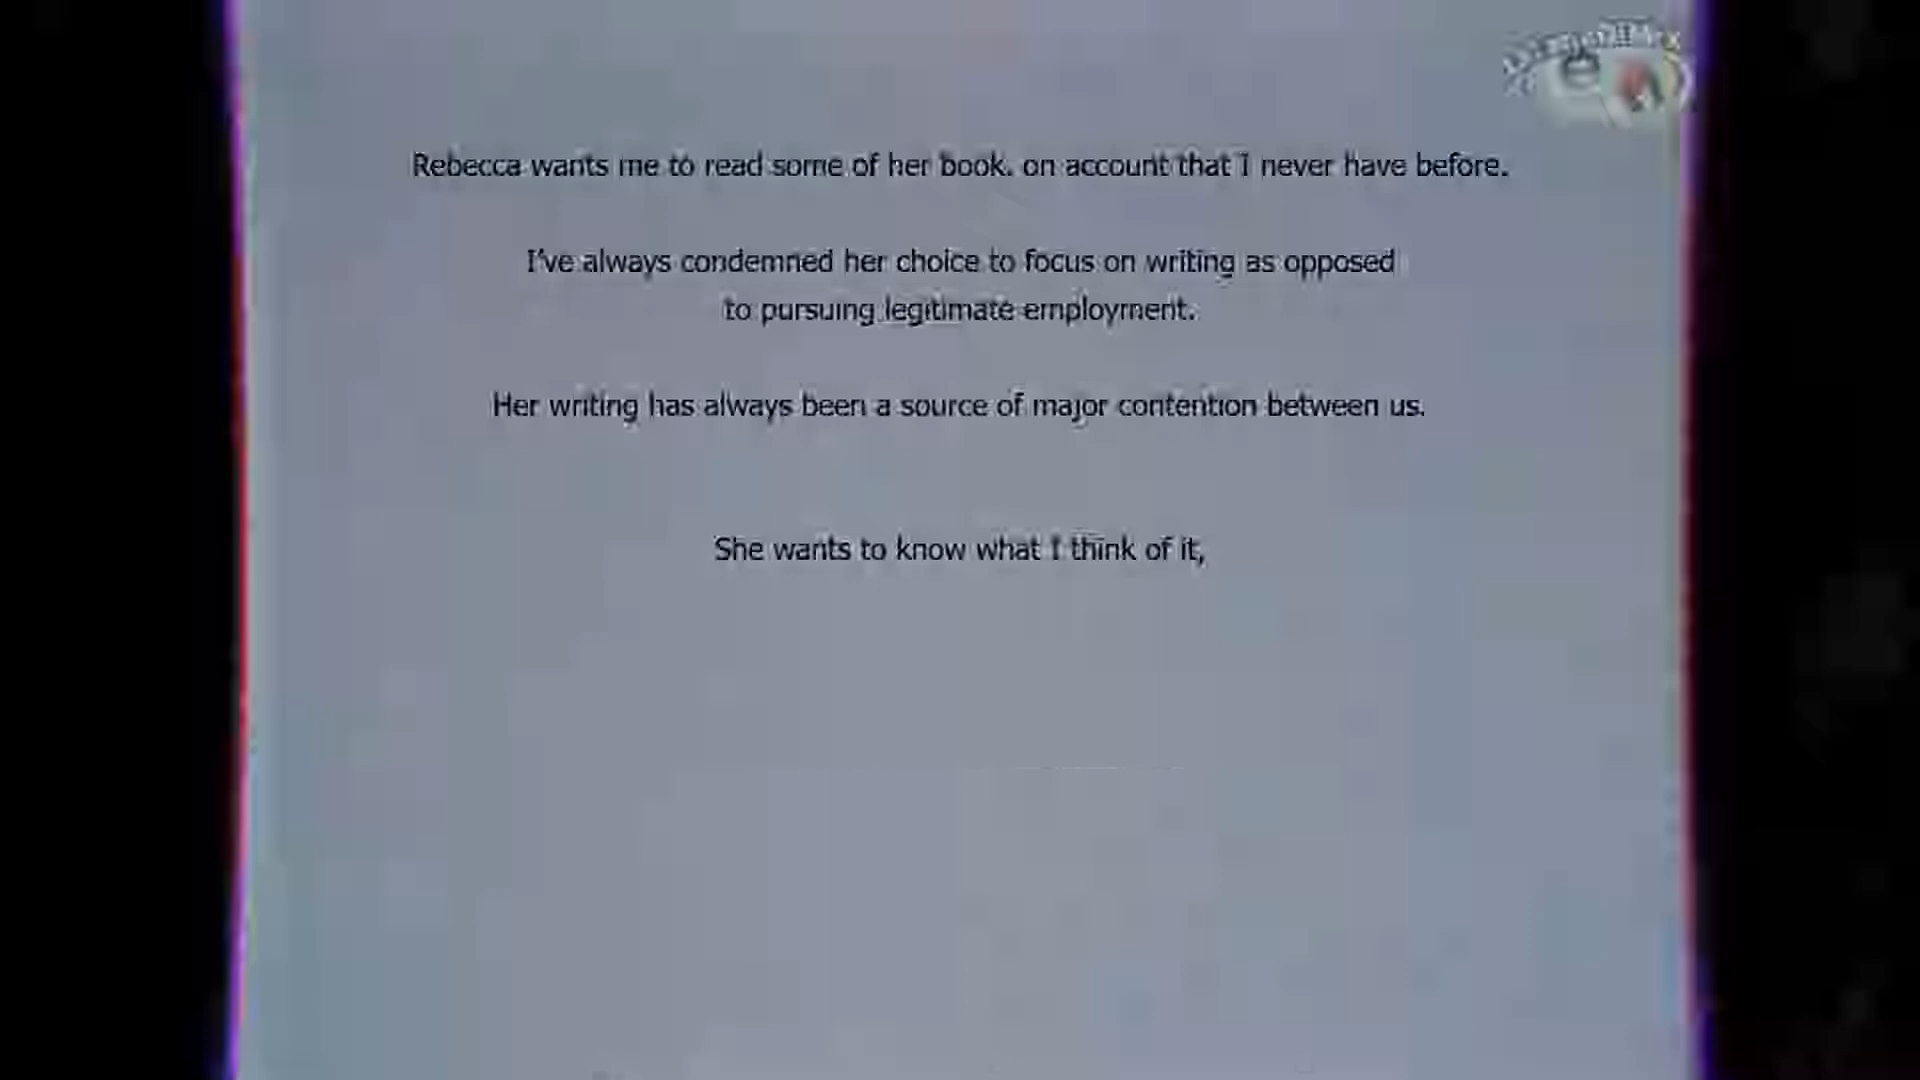 Rebecca wants me to read some of her book. on account that I never have before.
I've always condemned her choice to focus on writing as opposed
to pursuing legitimate employment.
Her writing has always been a source of major contention between us.
She wants to know what I think of it,